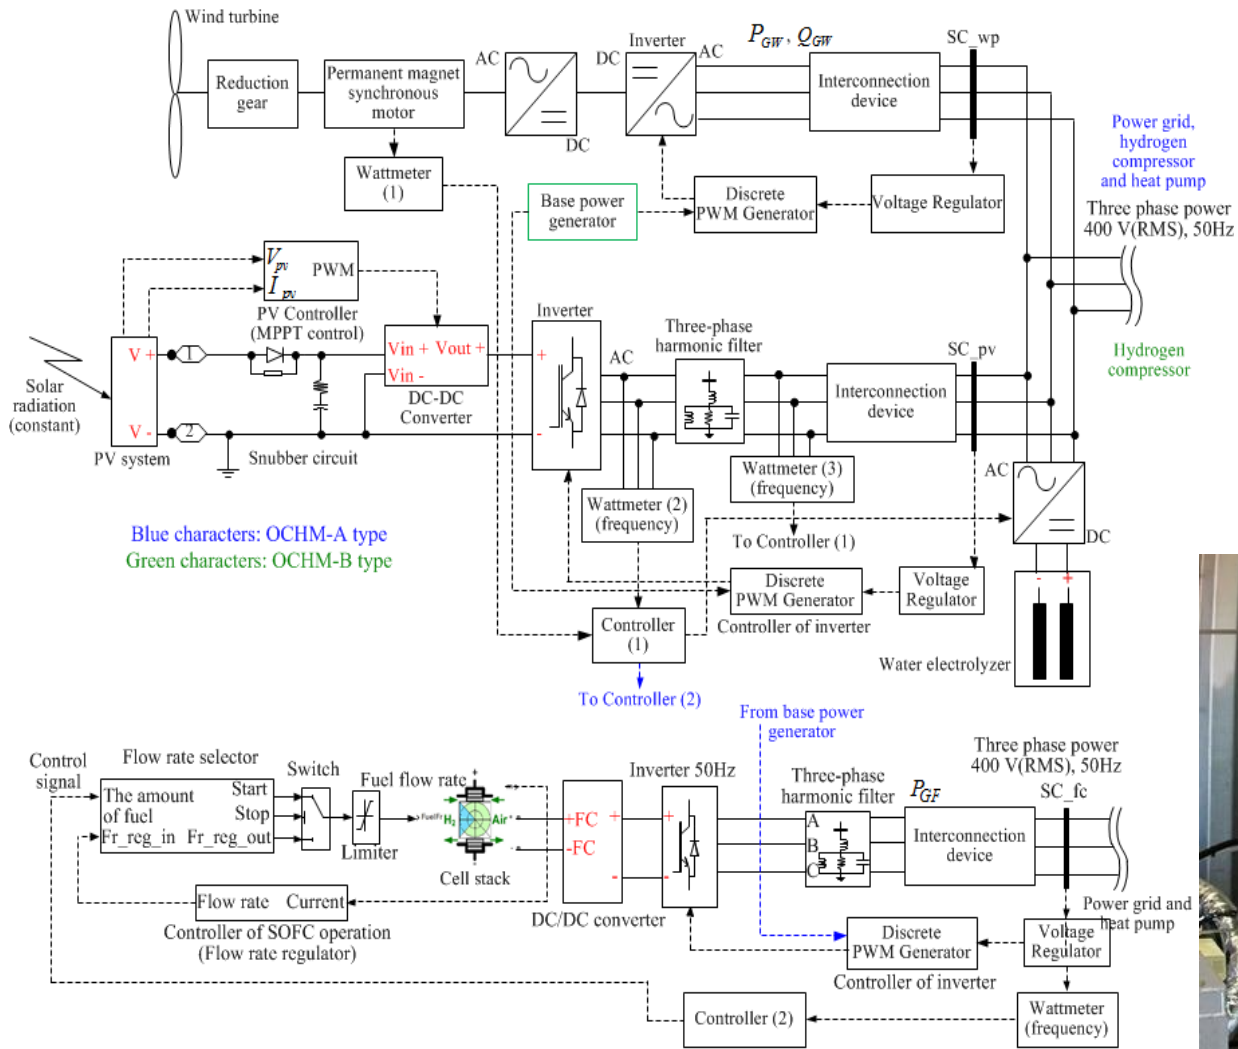 Wind turbine
Reduction
gear
Permanent magnet
synchronous
motor
AC
DC
Inverter
DC
AC
P_GW , Q_GW
Interconnection
device
SC_wp
Wattmeter
(1)
Base power
generator
Discrete
PWM Generator
Voltage Regulator
Power grid,
hydrogen
compressor
and heat pump
Three phase power
400 V(RMS), 50Hz
Hydrogen
compressor
V_pv
I_pv
PWM
PV Controller
(MPPT control)
Solar
radiation
(constant)
V +
V -
PV system
1
2
Snubber circuit
Vin + Vout +
Vin -
DC-DC
Converter
Inverter
+
-
AC
Three-phase
harmonic filter
Interconnection
device
SC_pv
Wattmeter (2)
(frequency)
Wattmeter (3)
(frequency)
To Controller (1)
AC
DC
- +
Water electrolyzer
Blue characters: OCHM-A type
Green characters: OCHM-B type
Discrete
PWM Generator
Controller of inverter
Voltage
Regulator
Controller
(1)
To Controller (2)
From base power
generator
Control
signal
Flow rate selector
The amount
of fuel
Fr_reg_in Fr_reg_out
Start
Stop
Switch
Limiter
Fuel flow rate
FuelFr
H2
Air
+
-
Cell stack
Flow rate Current
Controller of SOFC operation
(Flow rate regulator)
+FC
-FC
+
-
DC/DC converter
Inverter 50Hz
+
-
Three-phase
harmonic filter
A
B
C
P_GF
Interconnection
device
Three phase power
400 V(RMS), 50Hz
SC_fc
Power grid and
heat pump
Discrete
PWM Generator
Controller of inverter
Voltage
Regulator
Controller (2)
Wattmeter
(frequency)